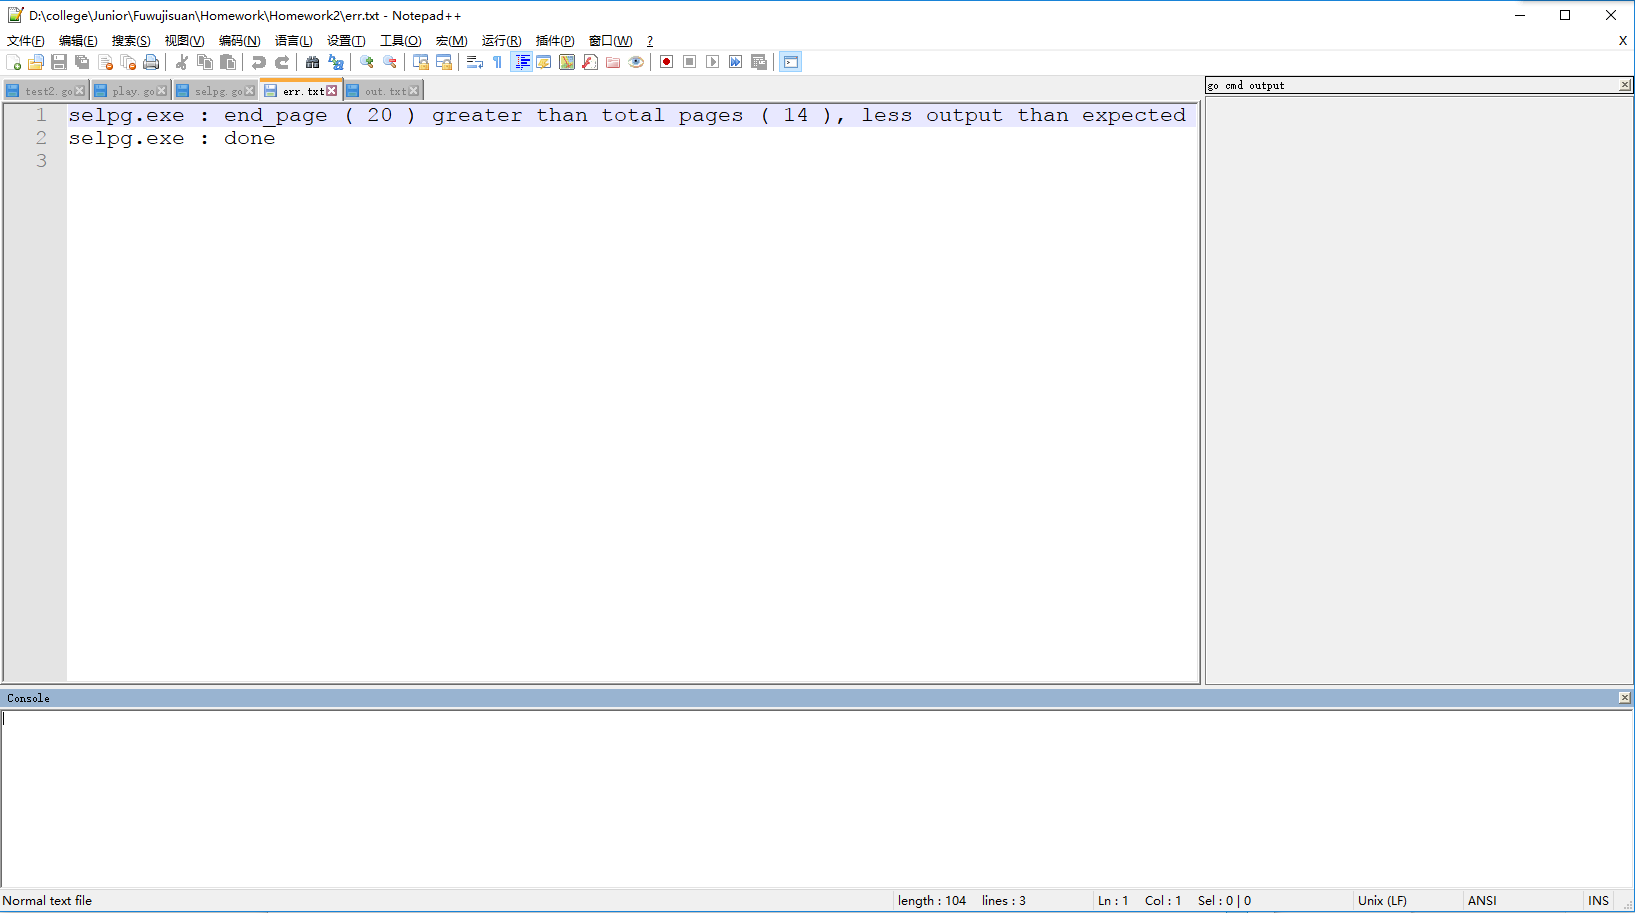 D:\college\Junior\Fuwujisuan\Homework\Homework2\err.txt - Notepad++
文件(F) 编辑(E) 搜索(S) 视图(V) 编码(N) 语言(L) 设置(T) 工具(O) 宏(M) 运行(R) 插件(P) 窗口(W) ? X
test2.go play.go selpg.go err.txt out.txt
go cmd output
1 selpg.exe : end_page ( 20 ) greater than total pages ( 14 ), less output than expected
2 selpg.exe : done
3
Console
Normal text file length : 104 lines : 3 Ln : 1 Col : 1 Sel : 0 | 0 Unix (LF) ANSI INS